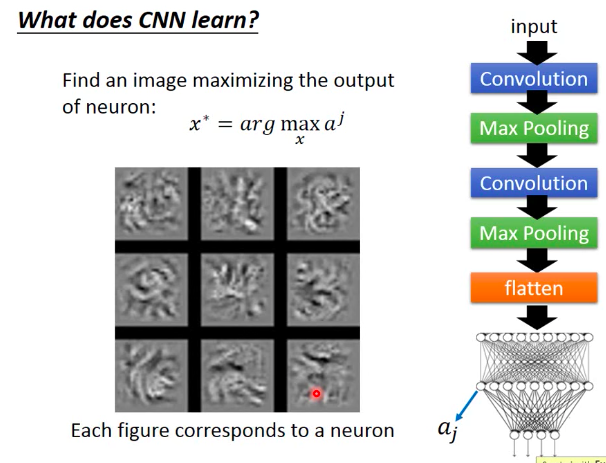 What does CNN learn?
Find an image maximizing the output
of neuron:
x* = arg max a^j
x
Each figure corresponds to a neuron
input
Convolution
Max Pooling
Convolution
Max Pooling
flatten
a_j